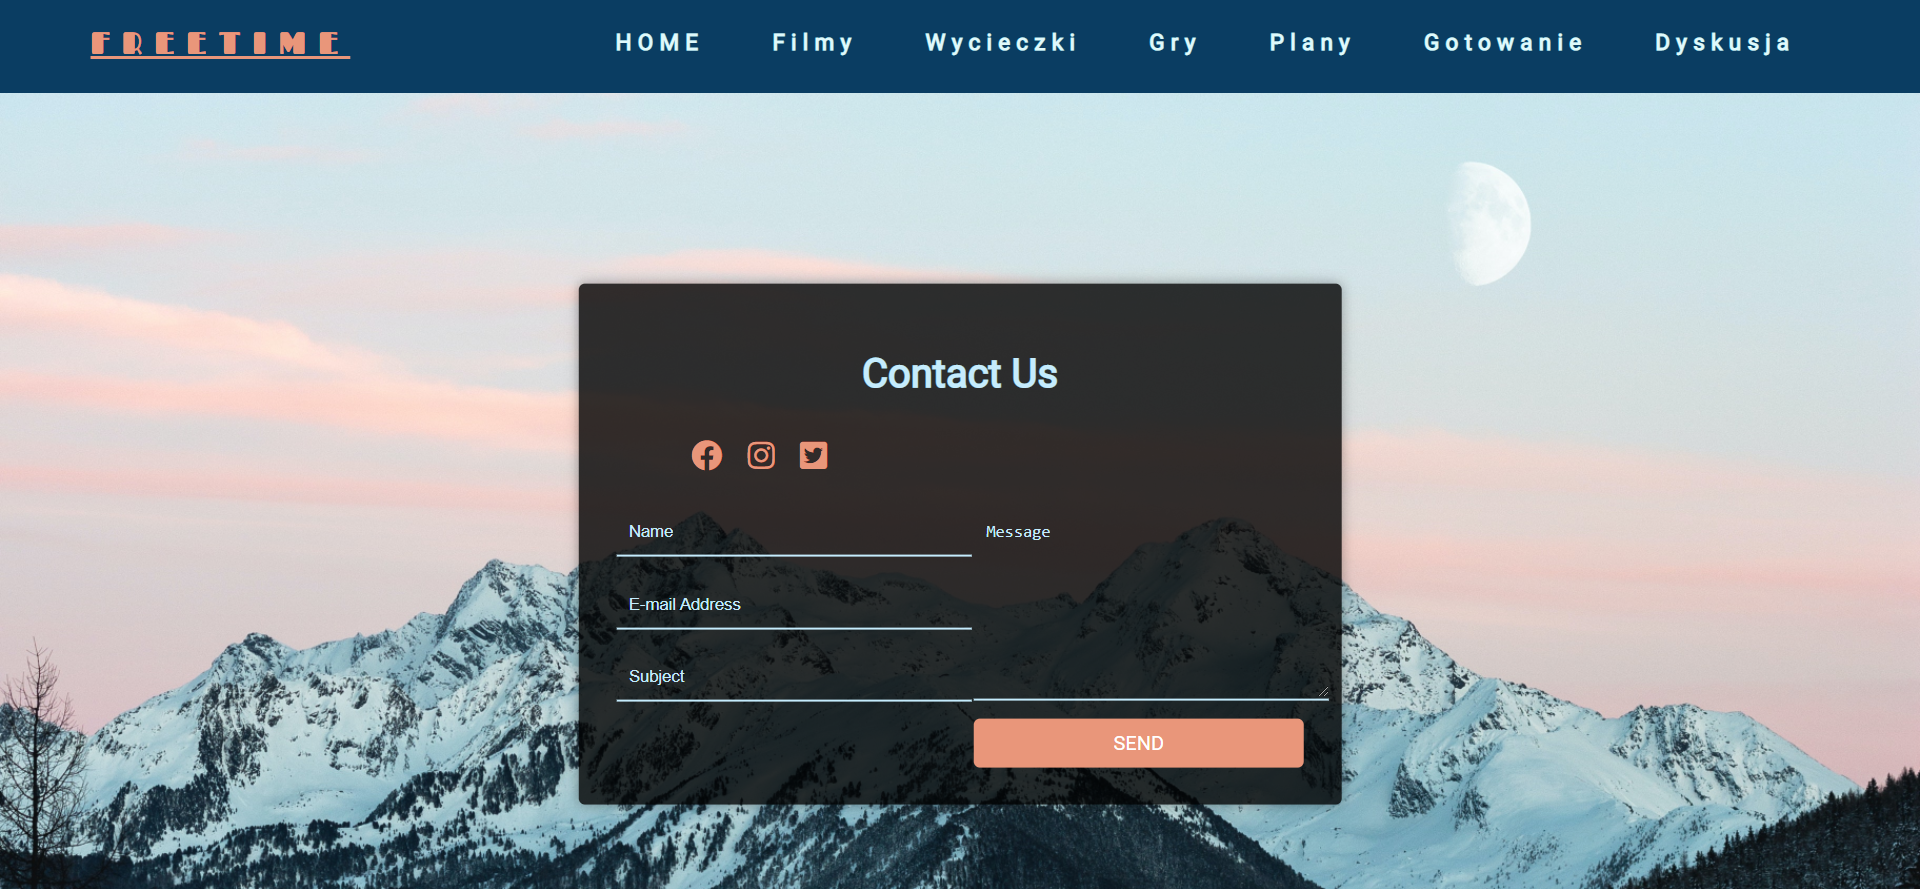 FREETIME HOME Filmy Wycieczki Gry Plany Gotowanie Dyskusja
Contact Us
Name
Message
E-mail Address
Subject
SEND